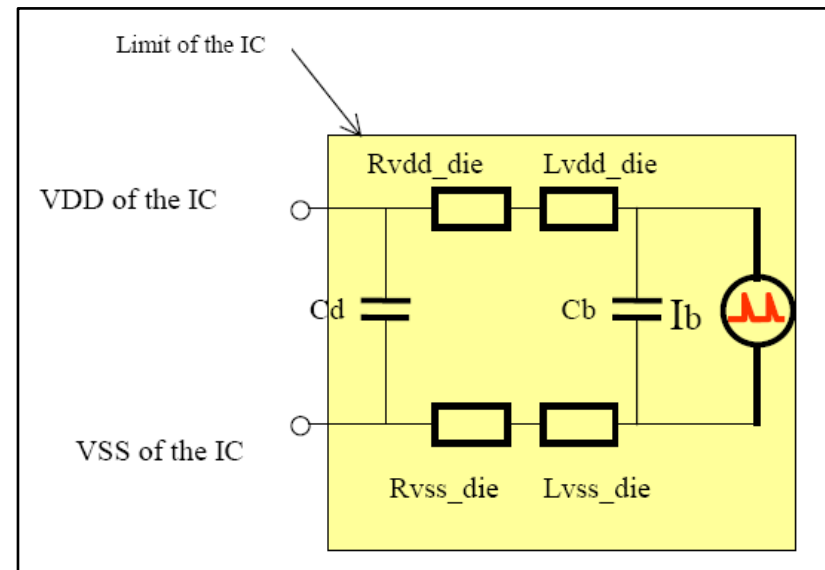 Limit of the IC
Rvdd_die Lvdd_die
VDD of the IC
Cd Cb Ib
VSS of the IC
Rvss_die Lvss_die